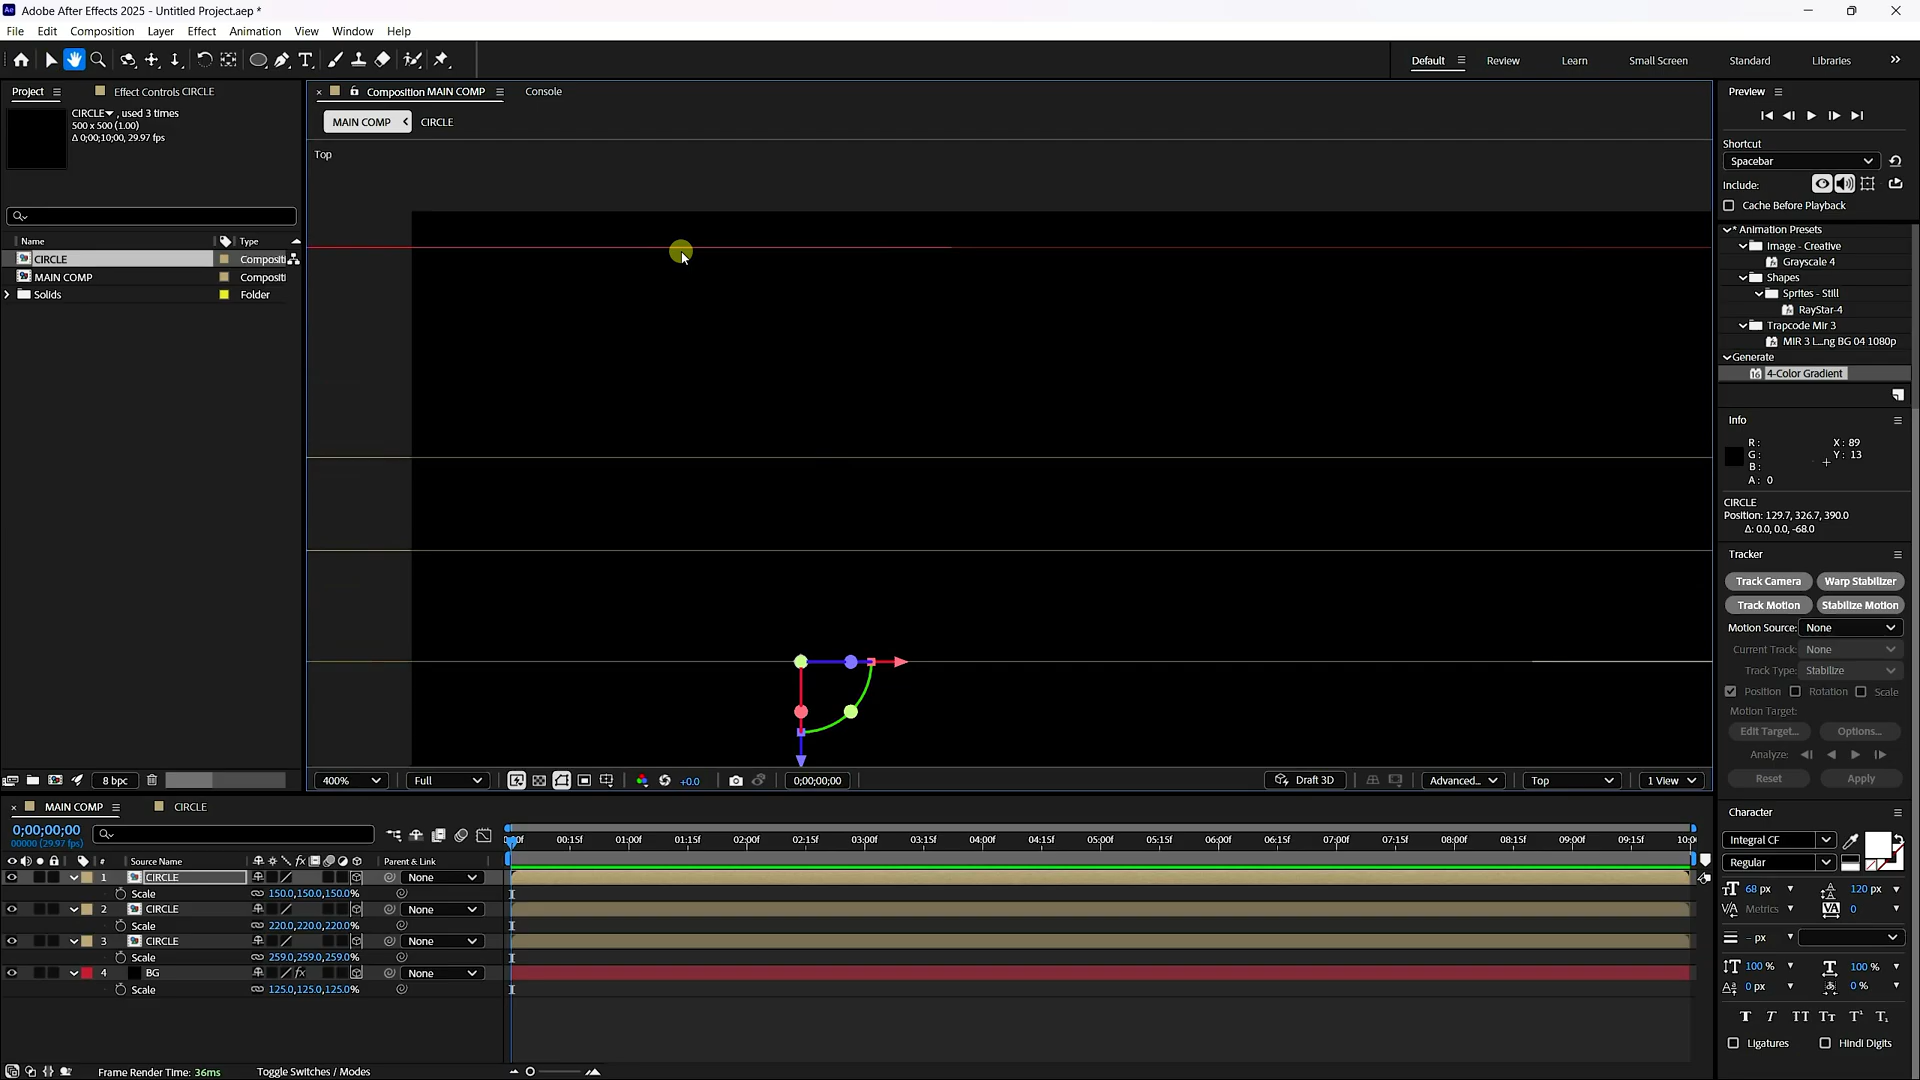 Adobe After Effects 2025 - Untitled Project.aep *
File Edit Composition Layer Effect Animation View Window Help
Default Review Learn Small Screen Standard Libraries
Project Effect Controls CIRCLE
CIRCLE , used 3 times
500 x 500 (1.00)
Δ 0;00;10;00, 29.97 fps
Name Type
CIRCLE Compositi
MAIN COMP Compositi
Solids Folder
8 bpc
Composition MAIN COMP Console
MAIN COMP CIRCLE
Top
400% Full +0.0 0;00;00;00 Draft 3D Advanced... Top 1 View
Preview
Shortcut
Spacebar
Include:
Cache Before Playback
* Animation Presets
Image - Creative
Grayscale 4
Shapes
Sprites - Still
RayStar-4
Trapcode Mir 3
MIR 3 L...ng BG 04 1080p
Generate
4-Color Gradient
Info
R: X: 89
G: Y: 13
B:
A: 0
CIRCLE
Position: 129.7, 326.7, 390.0
Δ: 0.0, 0.0, -68.0
Tracker
Track Camera Warp Stabilizer
Track Motion Stabilize Motion
Motion Source: None
Current Track: None
Track Type: Stabilize
Position Rotation Scale
Motion Target:
Edit Target... Options...
Analyze:
Reset Apply
Character
Integral CF
Regular
68 px 120 px
Metrics 0
- px
100 % 100 %
0 px 0 %
T T TT Tт T¹ T₁
Ligatures Hindi Digits
MAIN COMP CIRCLE
0;00;00;00
00000 (29.97 fps)
# Source Name fx Parent & Link
1 CIRCLE None
Scale 150.0,150.0,150.0%
2 CIRCLE None
Scale 220.0,220.0,220.0%
3 CIRCLE None
Scale 259.0,259.0,259.0%
4 BG fx None
Scale 125.0,125.0,125.0%
00:15f 01:00f 01:15f 02:00f 02:15f 03:00f 03:15f 04:00f 04:15f 05:00f 05:15f 06:00f 06:15f 07:00f 07:15f 08:00f 08:15f 09:00f 09:15f 10:0
Frame Render Time: 36ms Toggle Switches / Modes